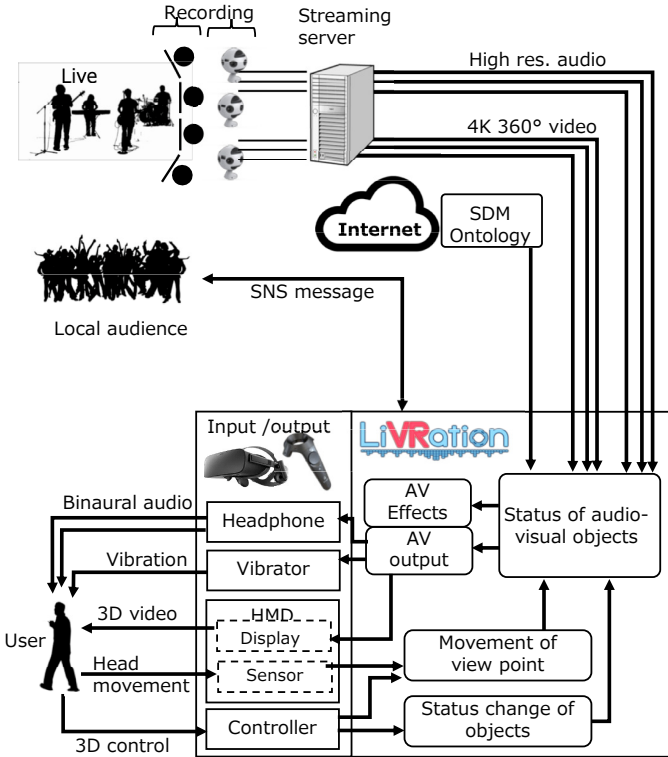 Recording
Streaming
server
Live
High res. audio
4K 360° video
Internet
SDM
Ontology
SNS message
Local audience
Input /output
LiVRation
Binaural audio
Headphone
AV
Effects
Status of audio-
visual objects
AV
output
Vibration
Vibrator
3D video
HMD
Display
User
Head
movement
Sensor
Movement of
view point
Controller
Status change of
objects
3D control